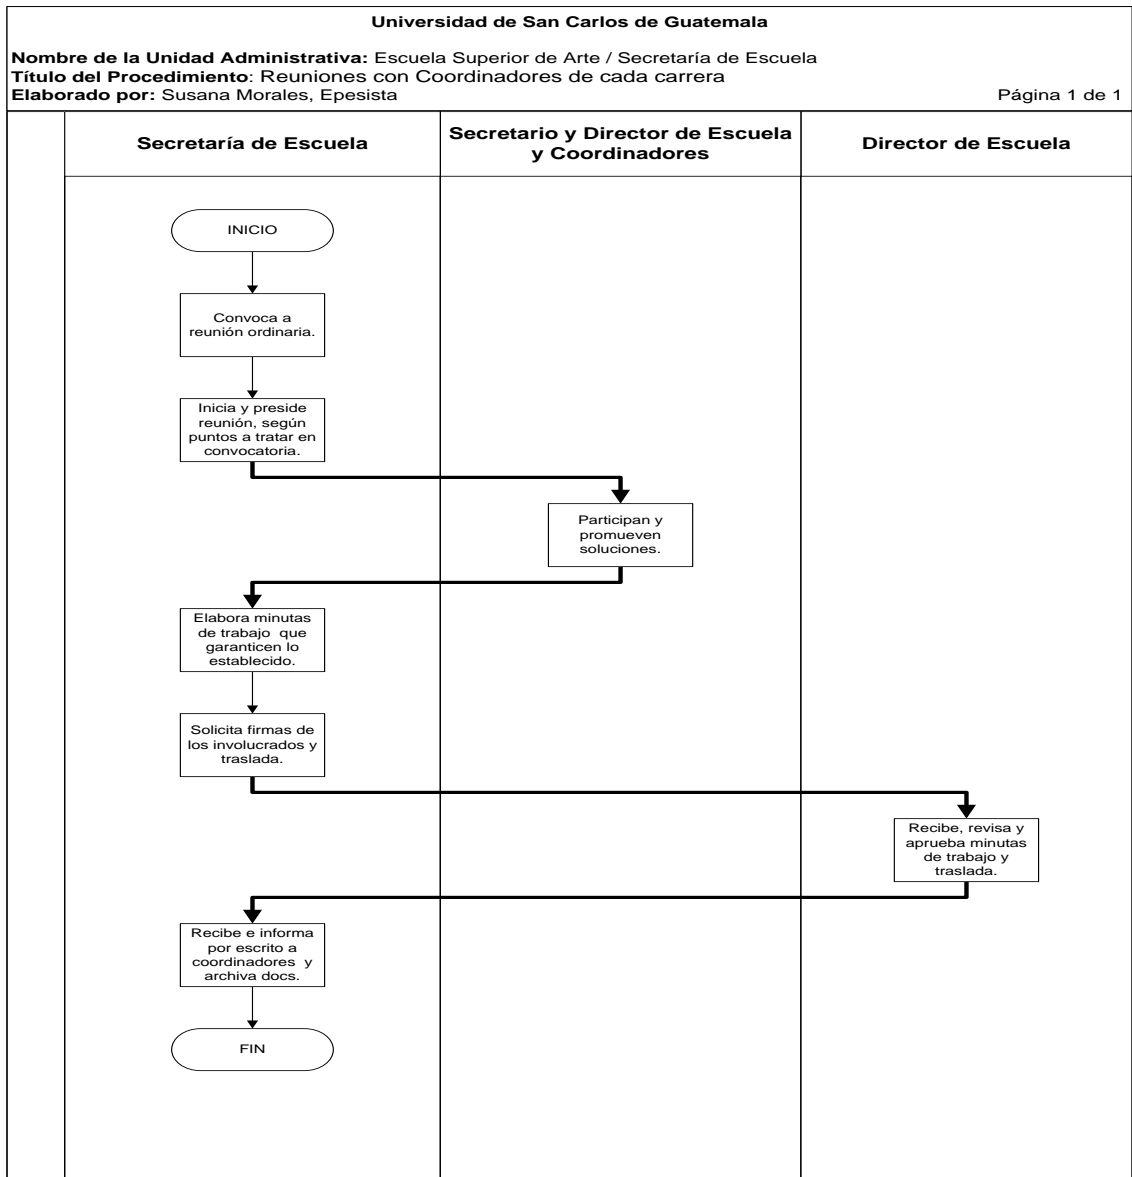 Universidad de San Carlos de Guatemala
Nombre de la Unidad Administrativa: Escuela Superior de Arte / Secretaría de Escuela
Título del Procedimiento: Reuniones con Coordinadores de cada carrera
Elaborado por: Susana Morales, Epesista
Página 1 de 1
Secretaría de Escuela
Secretario y Director de Escuela
y Coordinadores
Director de Escuela
INICIO
Convoca a
reunión ordinaria.
Inicia y preside
reunión, según
puntos a tratar en
convocatoria.
Participan y
promueven
soluciones.
Elabora minutas
de trabajo que
garanticen lo
establecido.
Solicita firmas de
los involucrados y
traslada.
Recibe, revisa y
aprueba minutas
de trabajo y
traslada.
Recibe e informa
por escrito a
coordinadores y
archiva docs.
FIN